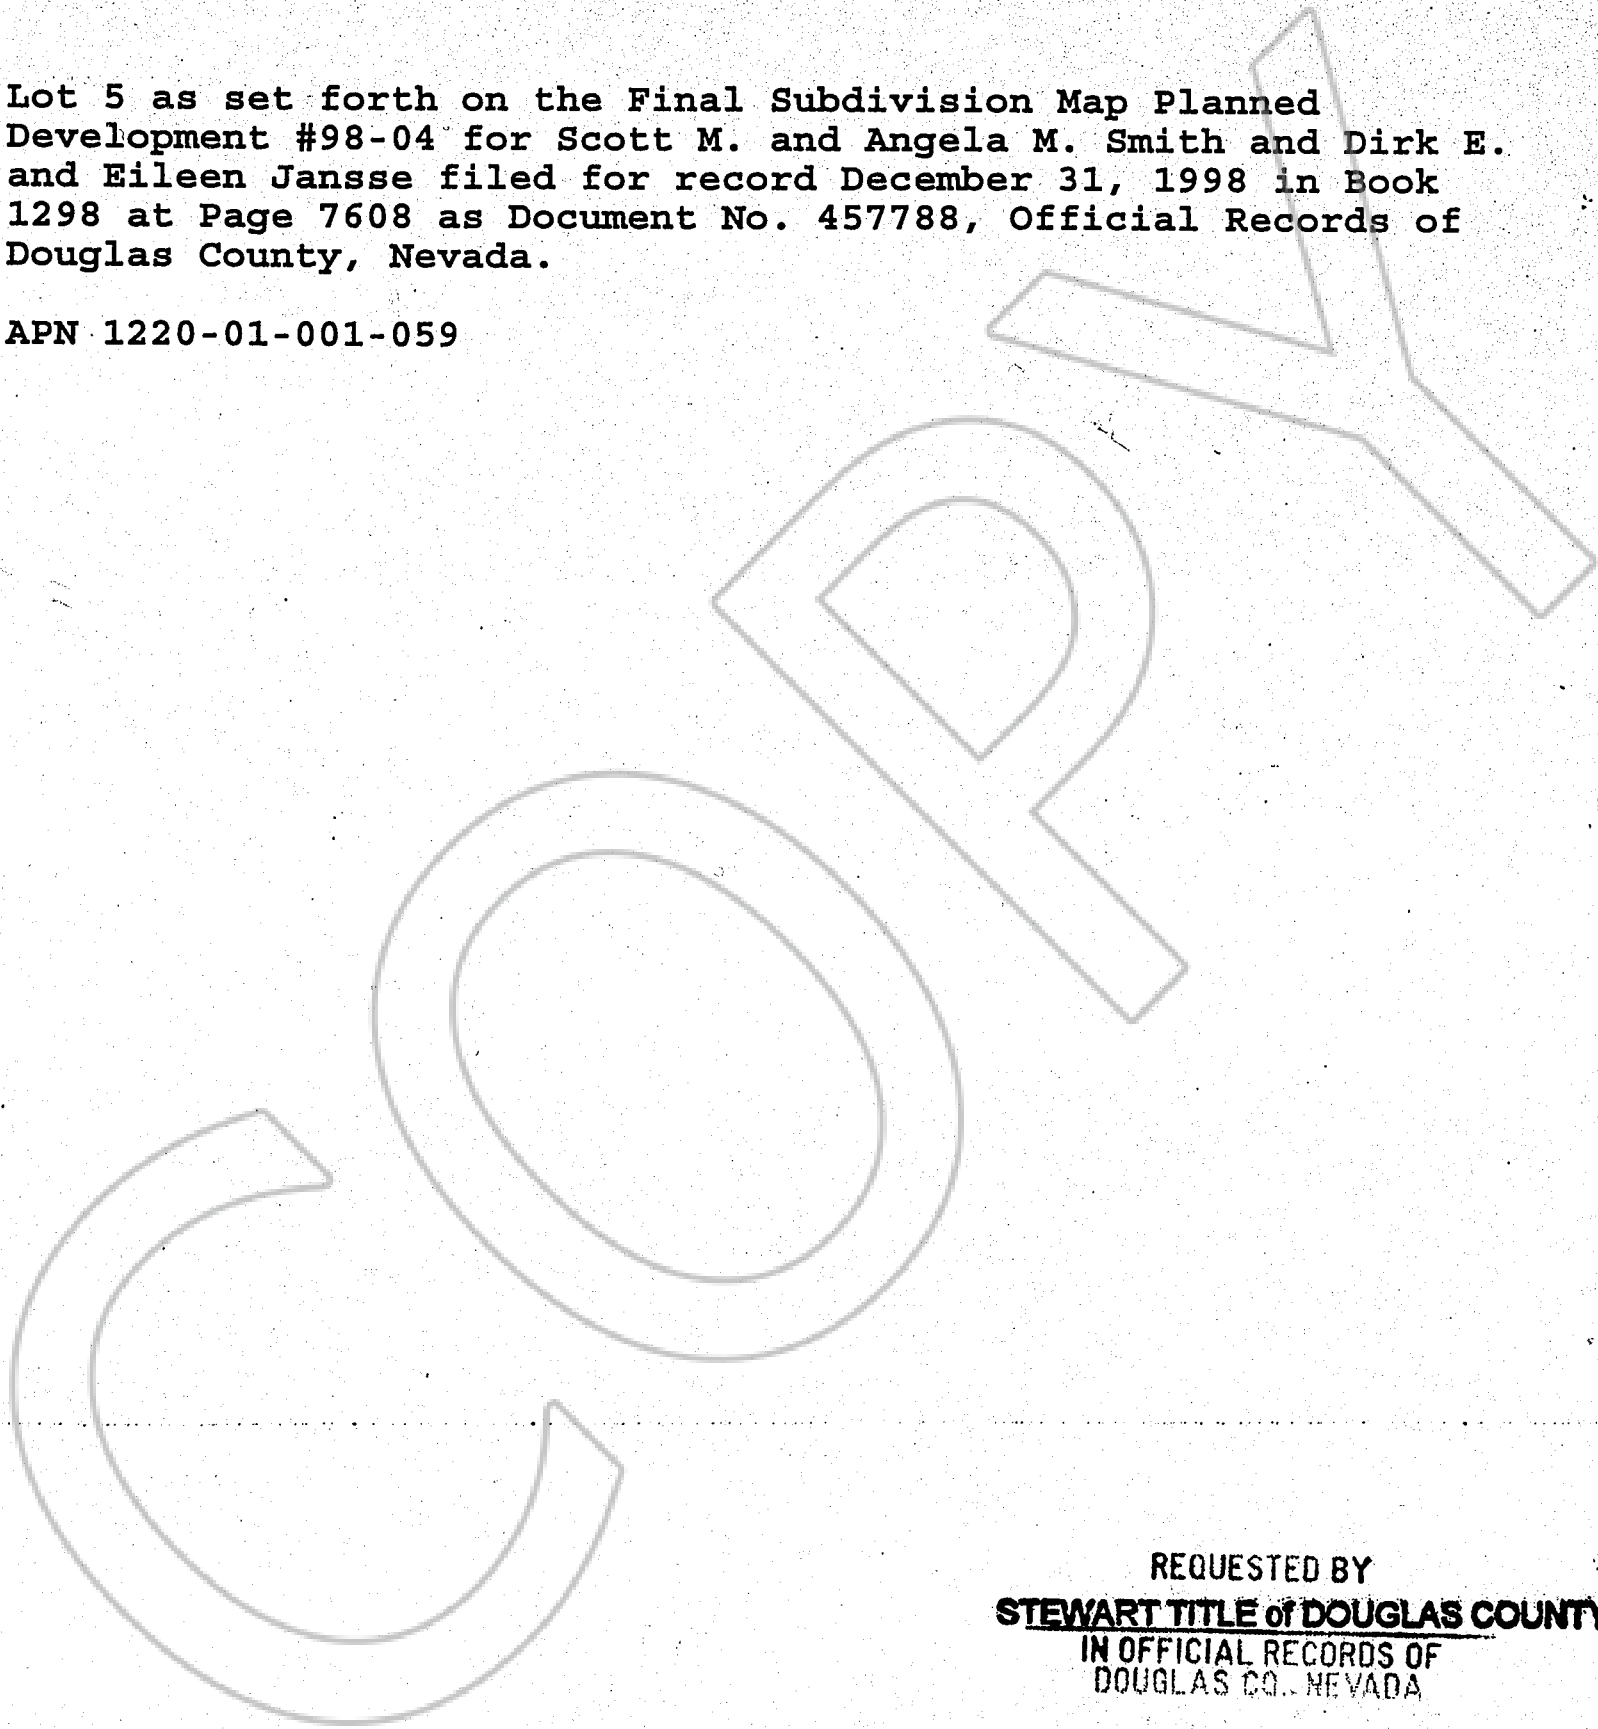 Lot 5 as set forth on the Final Subdivision Map Planned
Development #98-04 for Scott M. and Angela M. Smith and Dirk E.
and Eileen Jansse filed for record December 31, 1998 in Book
1298 at Page 7608 as Document No. 457788, Official Records of
Douglas County, Nevada.
APN 1220-01-001-059
COPY
REQUESTED BY
STEWART TITLE of DOUGLAS COUNTY
IN OFFICIAL RECORDS OF
DOUGLAS CO., NEVADA